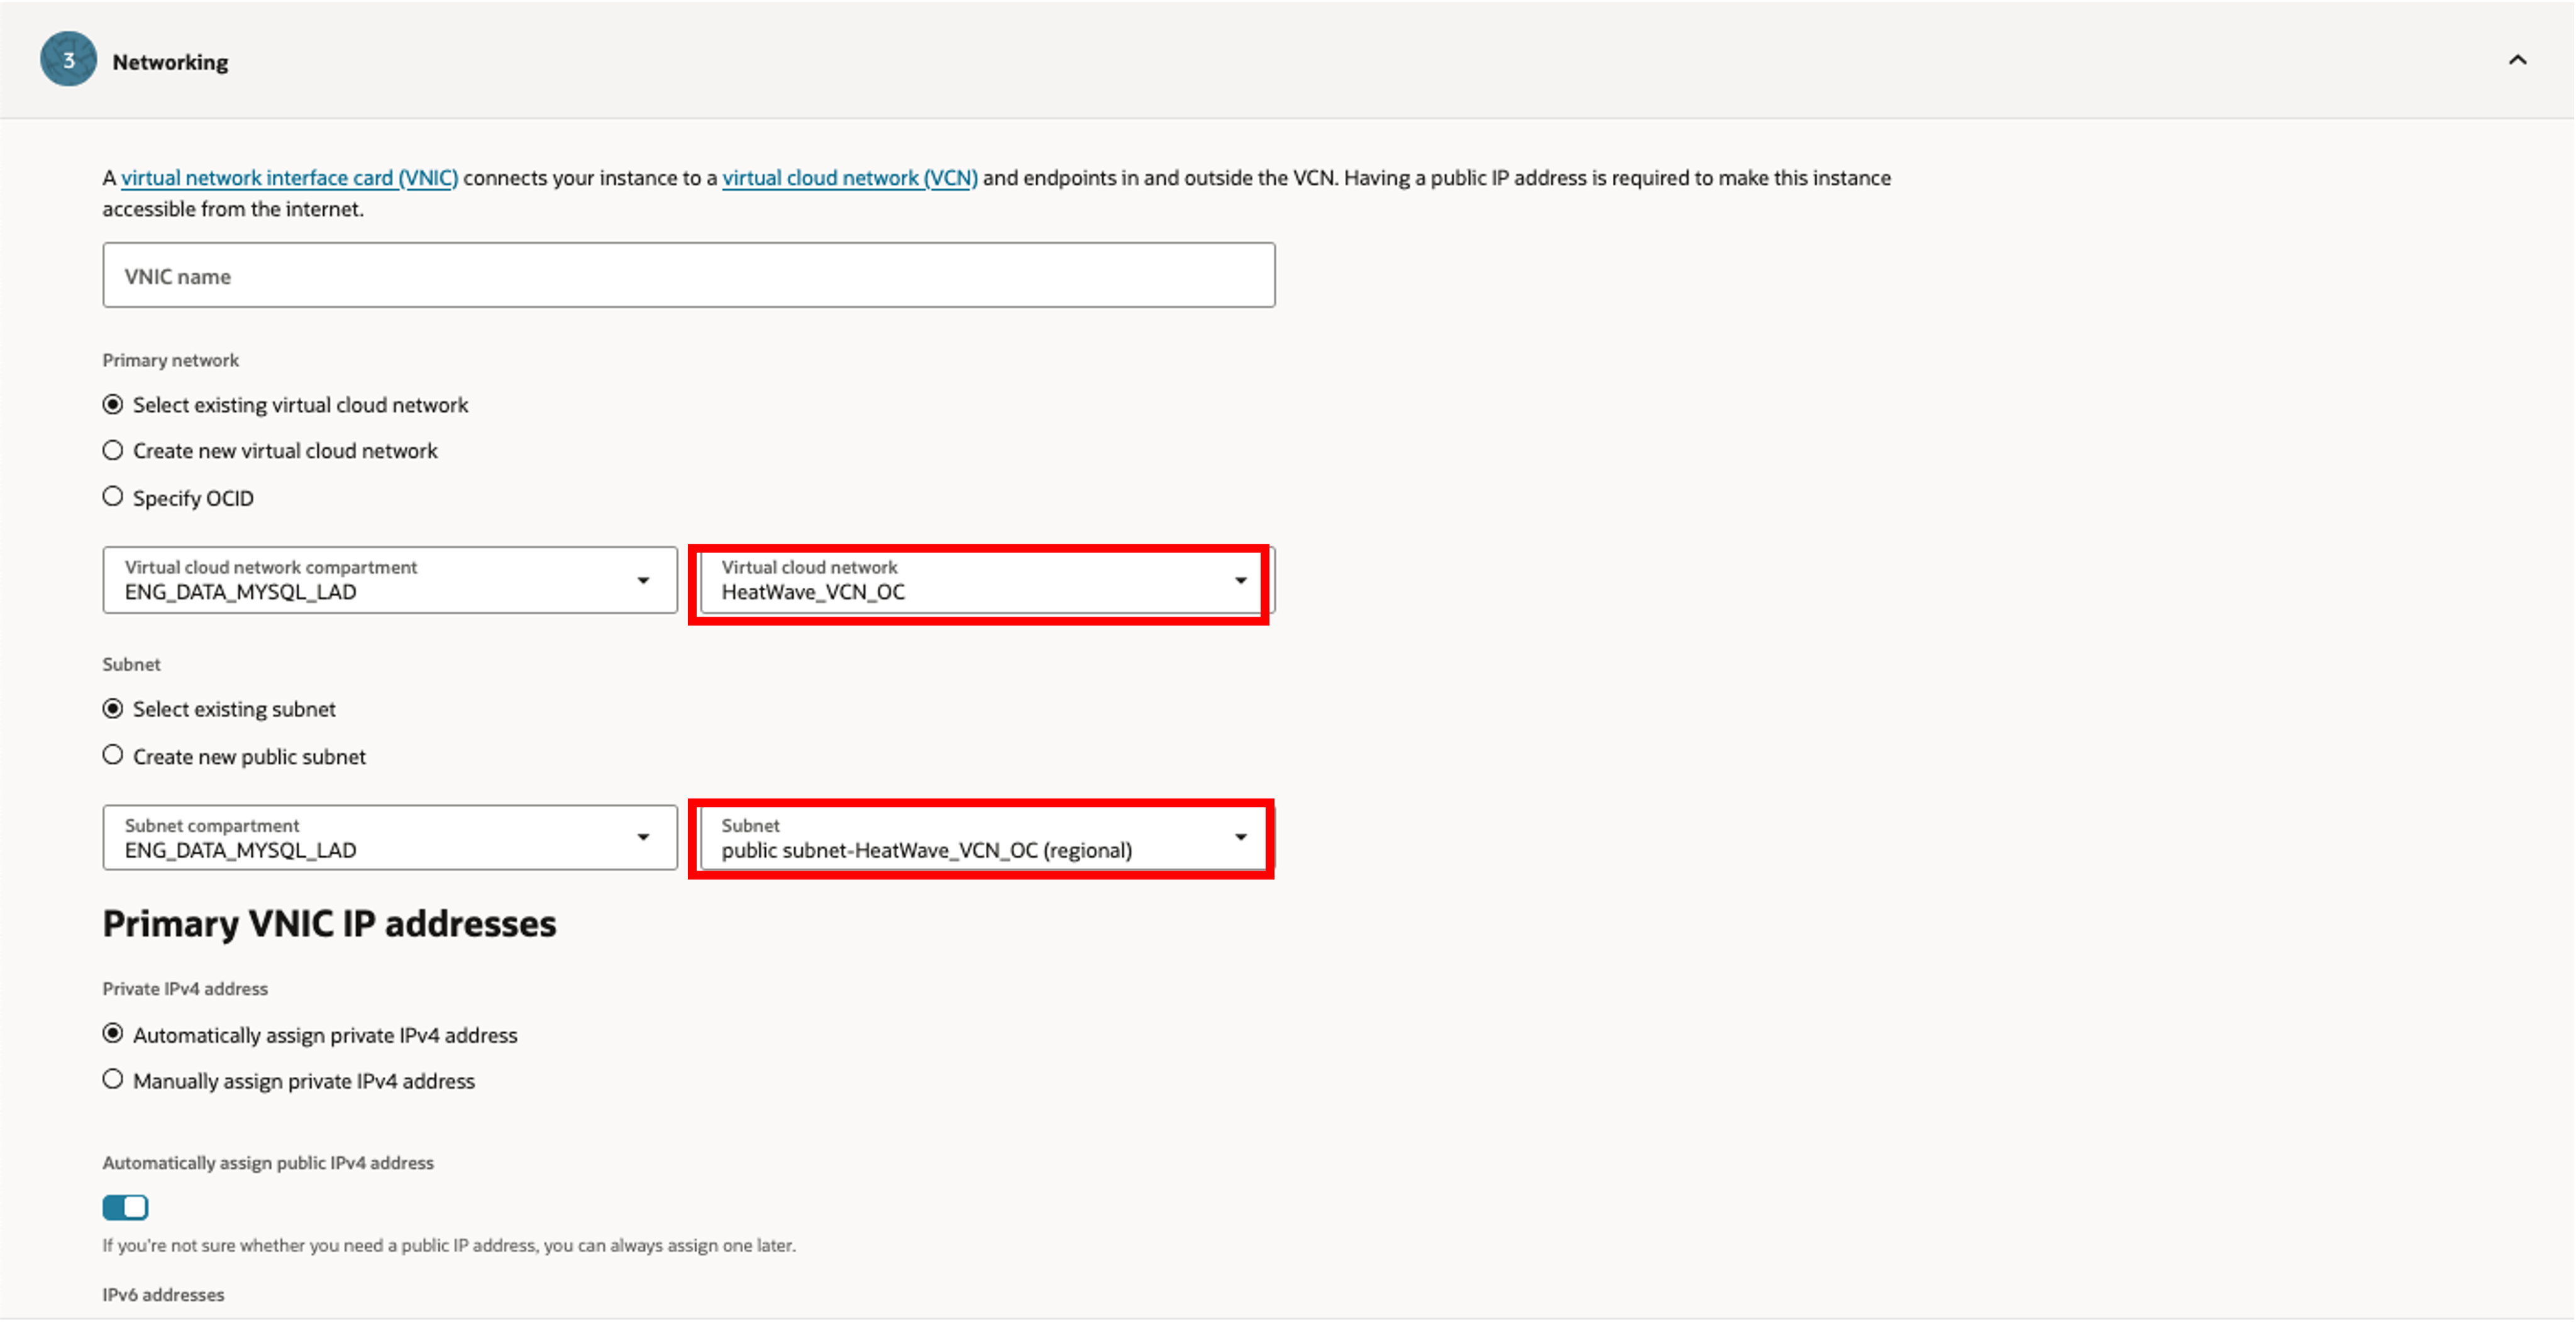 3 Networking
A virtual network interface card (VNIC) connects your instance to a virtual cloud network (VCN) and endpoints in and outside the VCN. Having a public IP address is required to make this instance
accessible from the internet.
VNIC name
Primary network
Select existing virtual cloud network
Create new virtual cloud network
Specify OCID
Virtual cloud network compartment
ENG_DATA_MYSQL_LAD
Virtual cloud network
HeatWave_VCN_OC
Subnet
Select existing subnet
Create new public subnet
Subnet compartment
ENG_DATA_MYSQL_LAD
Subnet
public subnet-HeatWave_VCN_OC (regional)
Primary VNIC IP addresses
Private IPv4 address
Automatically assign private IPv4 address
Manually assign private IPv4 address
Automatically assign public IPv4 address
If you're not sure whether you need a public IP address, you can always assign one later.
IPv6 addresses